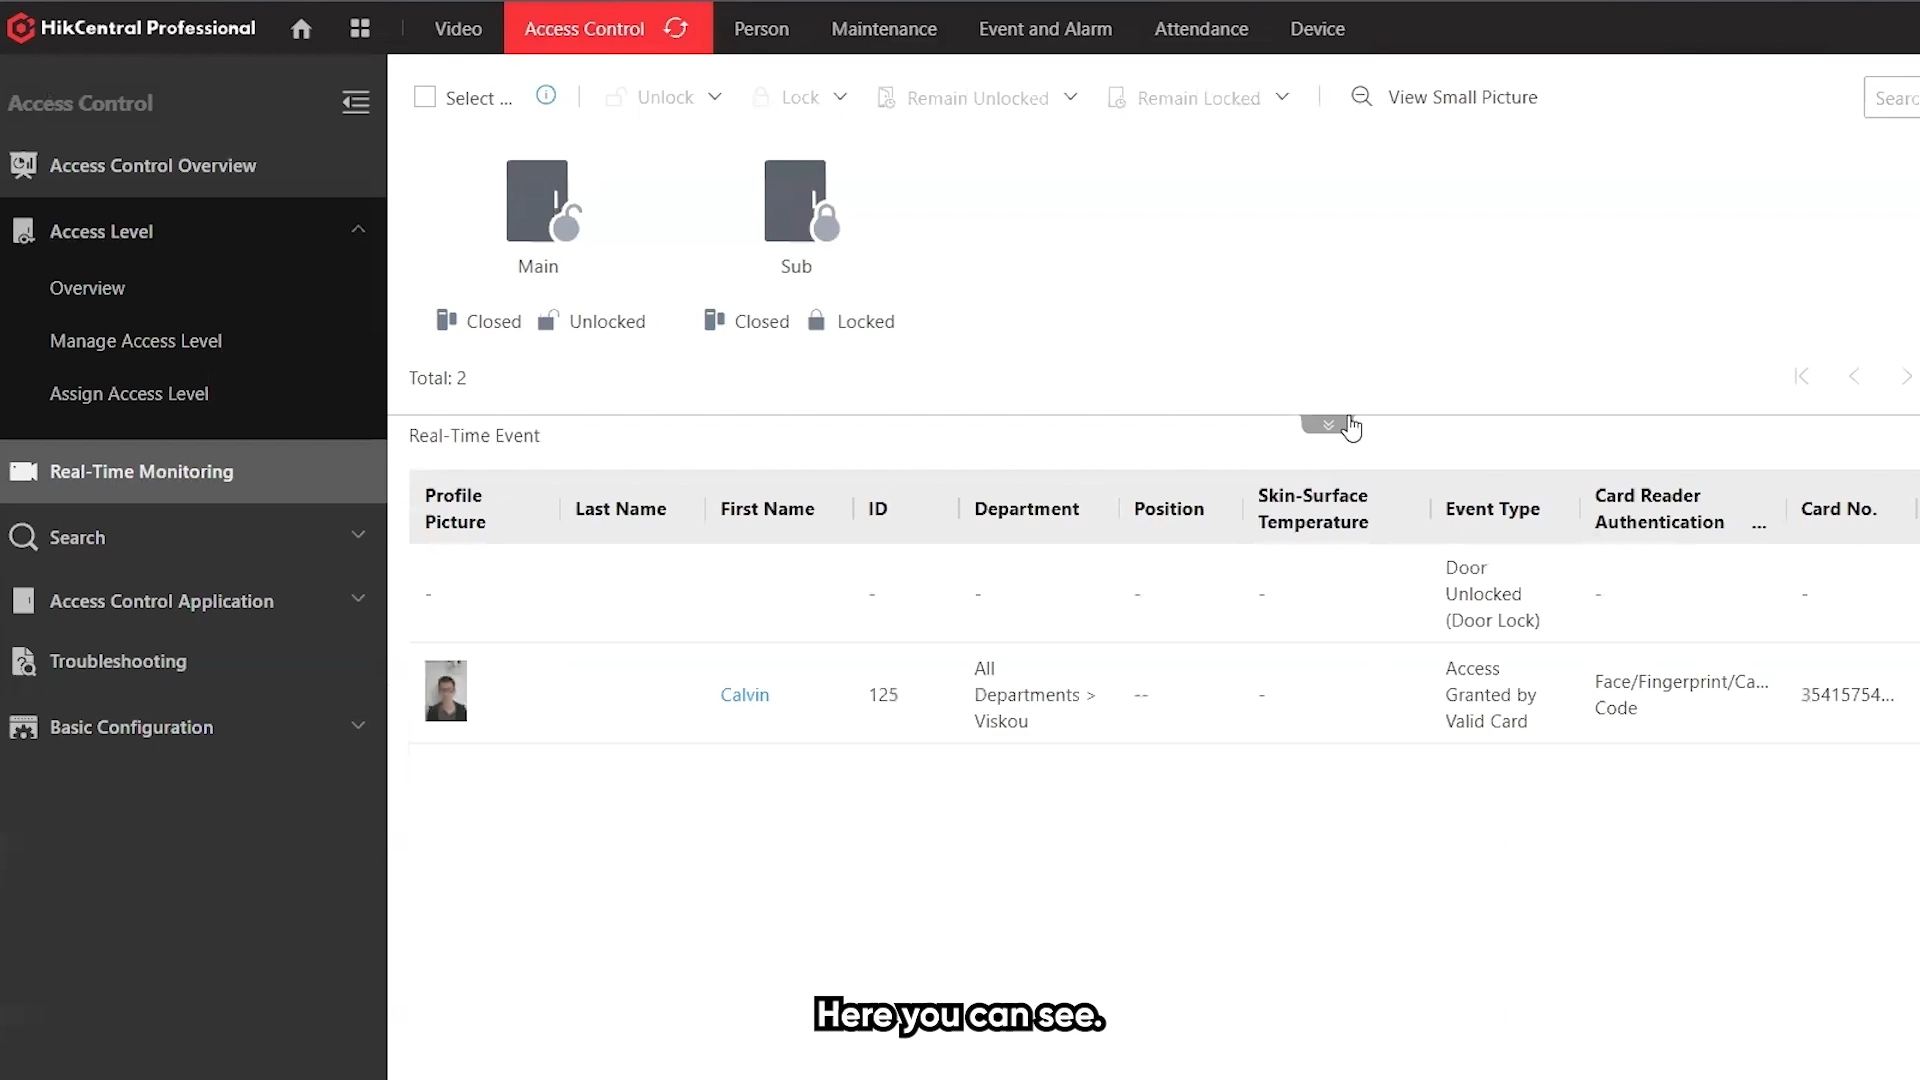 HikCentral Professional
Video
Access Control
Person
Maintenance
Event and Alarm
Attendance
Device
Access Control
Access Control Overview
Access Level
Overview
Manage Access Level
Assign Access Level
Real-Time Monitoring
Search
Access Control Application
Troubleshooting
Basic Configuration
Select ...
Unlock
Lock
Remain Unlocked
Remain Locked
View Small Picture
Searc
Main
Sub
Closed
Unlocked
Closed
Locked
Total: 2
Real-Time Event
Profile
Picture
Last Name
First Name
ID
Department
Position
Skin-Surface
Temperature
Event Type
Card Reader
Authentication ...
Card No.
-
-
-
-
-
Door
Unlocked
(Door Lock)
-
-
Calvin
125
All
Departments >
Viskou
--
-
Access
Granted by
Valid Card
Face/Fingerprint/Ca...
Code
35415754...
Here you can see.